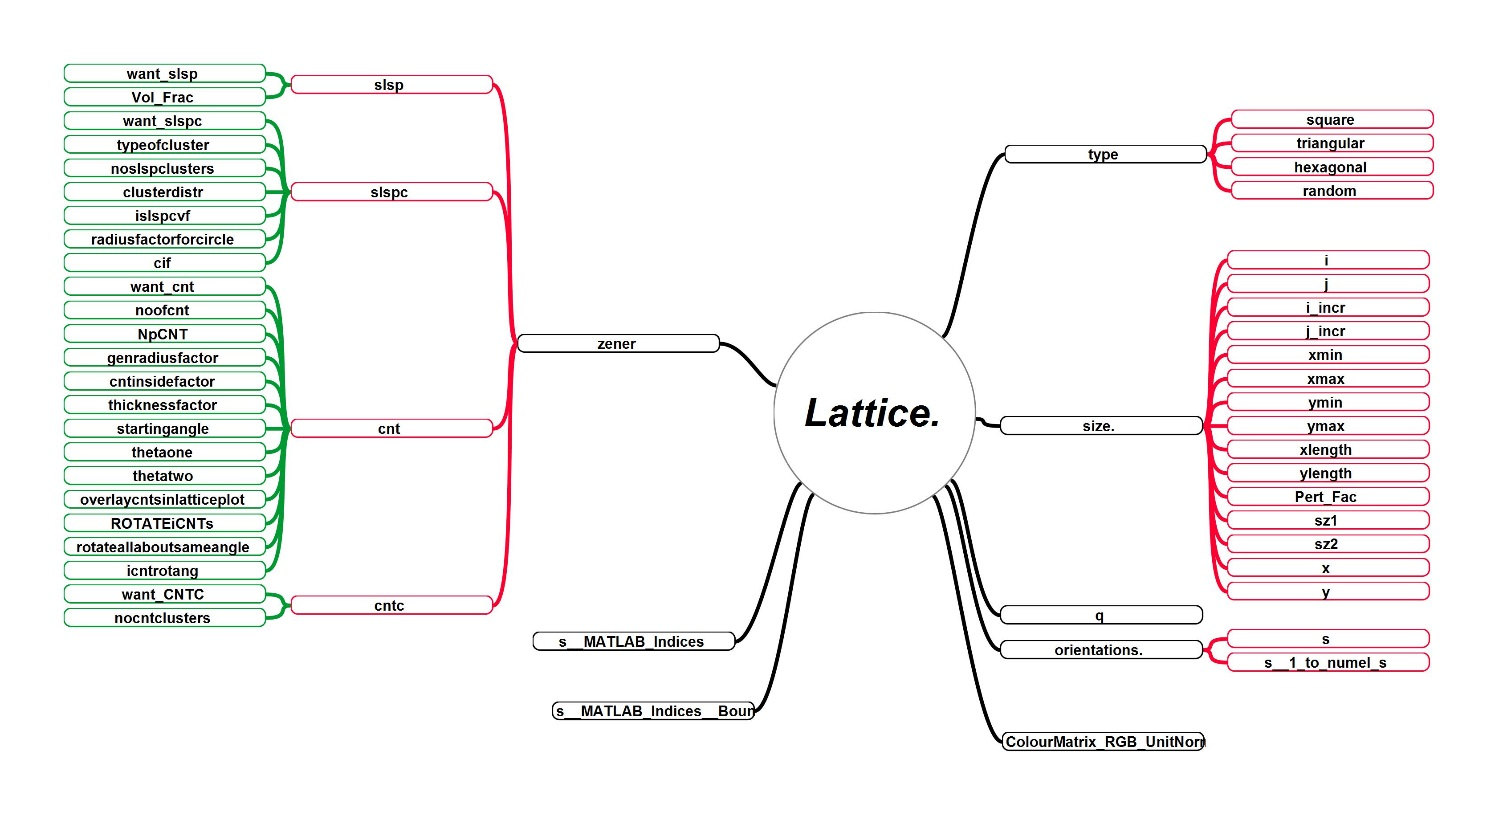 want_slsp
Vol_Frac
want_slspc
typeofcluster
noslspclusters
clusterdistr
islspcvf
radiusfactorforcircle
cif
want_cnt
noofcnt
NpCNT
genradiusfactor
cntinsidefactor
thicknessfactor
startingangle
thetaone
thetatwo
overlaycntsinlatticeplot
ROTATEiCNTs
rotateallaboutsameangle
icntrotang
want_CNTC
nocntclusters
slsp
slspc
cnt
cntc
zener
s__MATLAB_Indices
s__MATLAB_Indices__Boun
Lattice.
type
size.
q
orientations.
ColourMatrix_RGB_UnitNorm
square
triangular
hexagonal
random
i
j
i_incr
j_incr
xmin
xmax
ymin
ymax
xlength
ylength
Pert_Fac
sz1
sz2
x
y
s
s__1_to_numel_s